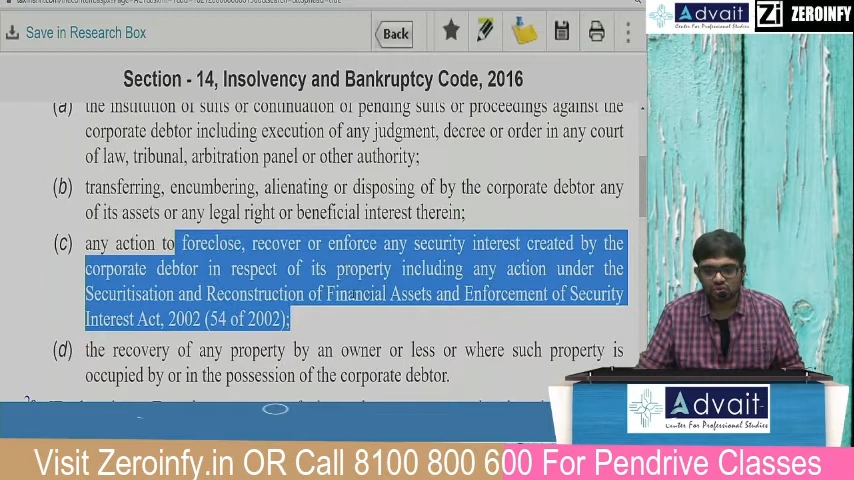 Advait
Center For Professional Studies
Zi ZEROINFY
Save in Research Box
Back
Section - 14, Insolvency and Bankruptcy Code, 2016
(a) the institution of suits or continuation of pending suits or proceedings against the
corporate debtor including execution of any judgment, decree or order in any court
of law, tribunal, arbitration panel or other authority;
(b) transferring, encumbering, alienating or disposing of by the corporate debtor any
of its assets or any legal right or beneficial interest therein;
(c) any action to foreclose, recover or enforce any security interest created by the
corporate debtor in respect of its property including any action under the
Securitisation and Reconstruction of Financial Assets and Enforcement of Security
Interest Act, 2002 (54 of 2002);
(d) the recovery of any property by an owner or less or where such property is
occupied by or in the possession of the corporate debtor.
Advait
Center For Professional Studies
Visit Zeroinfy.in OR Call 8100 800 600 For Pendrive Classes